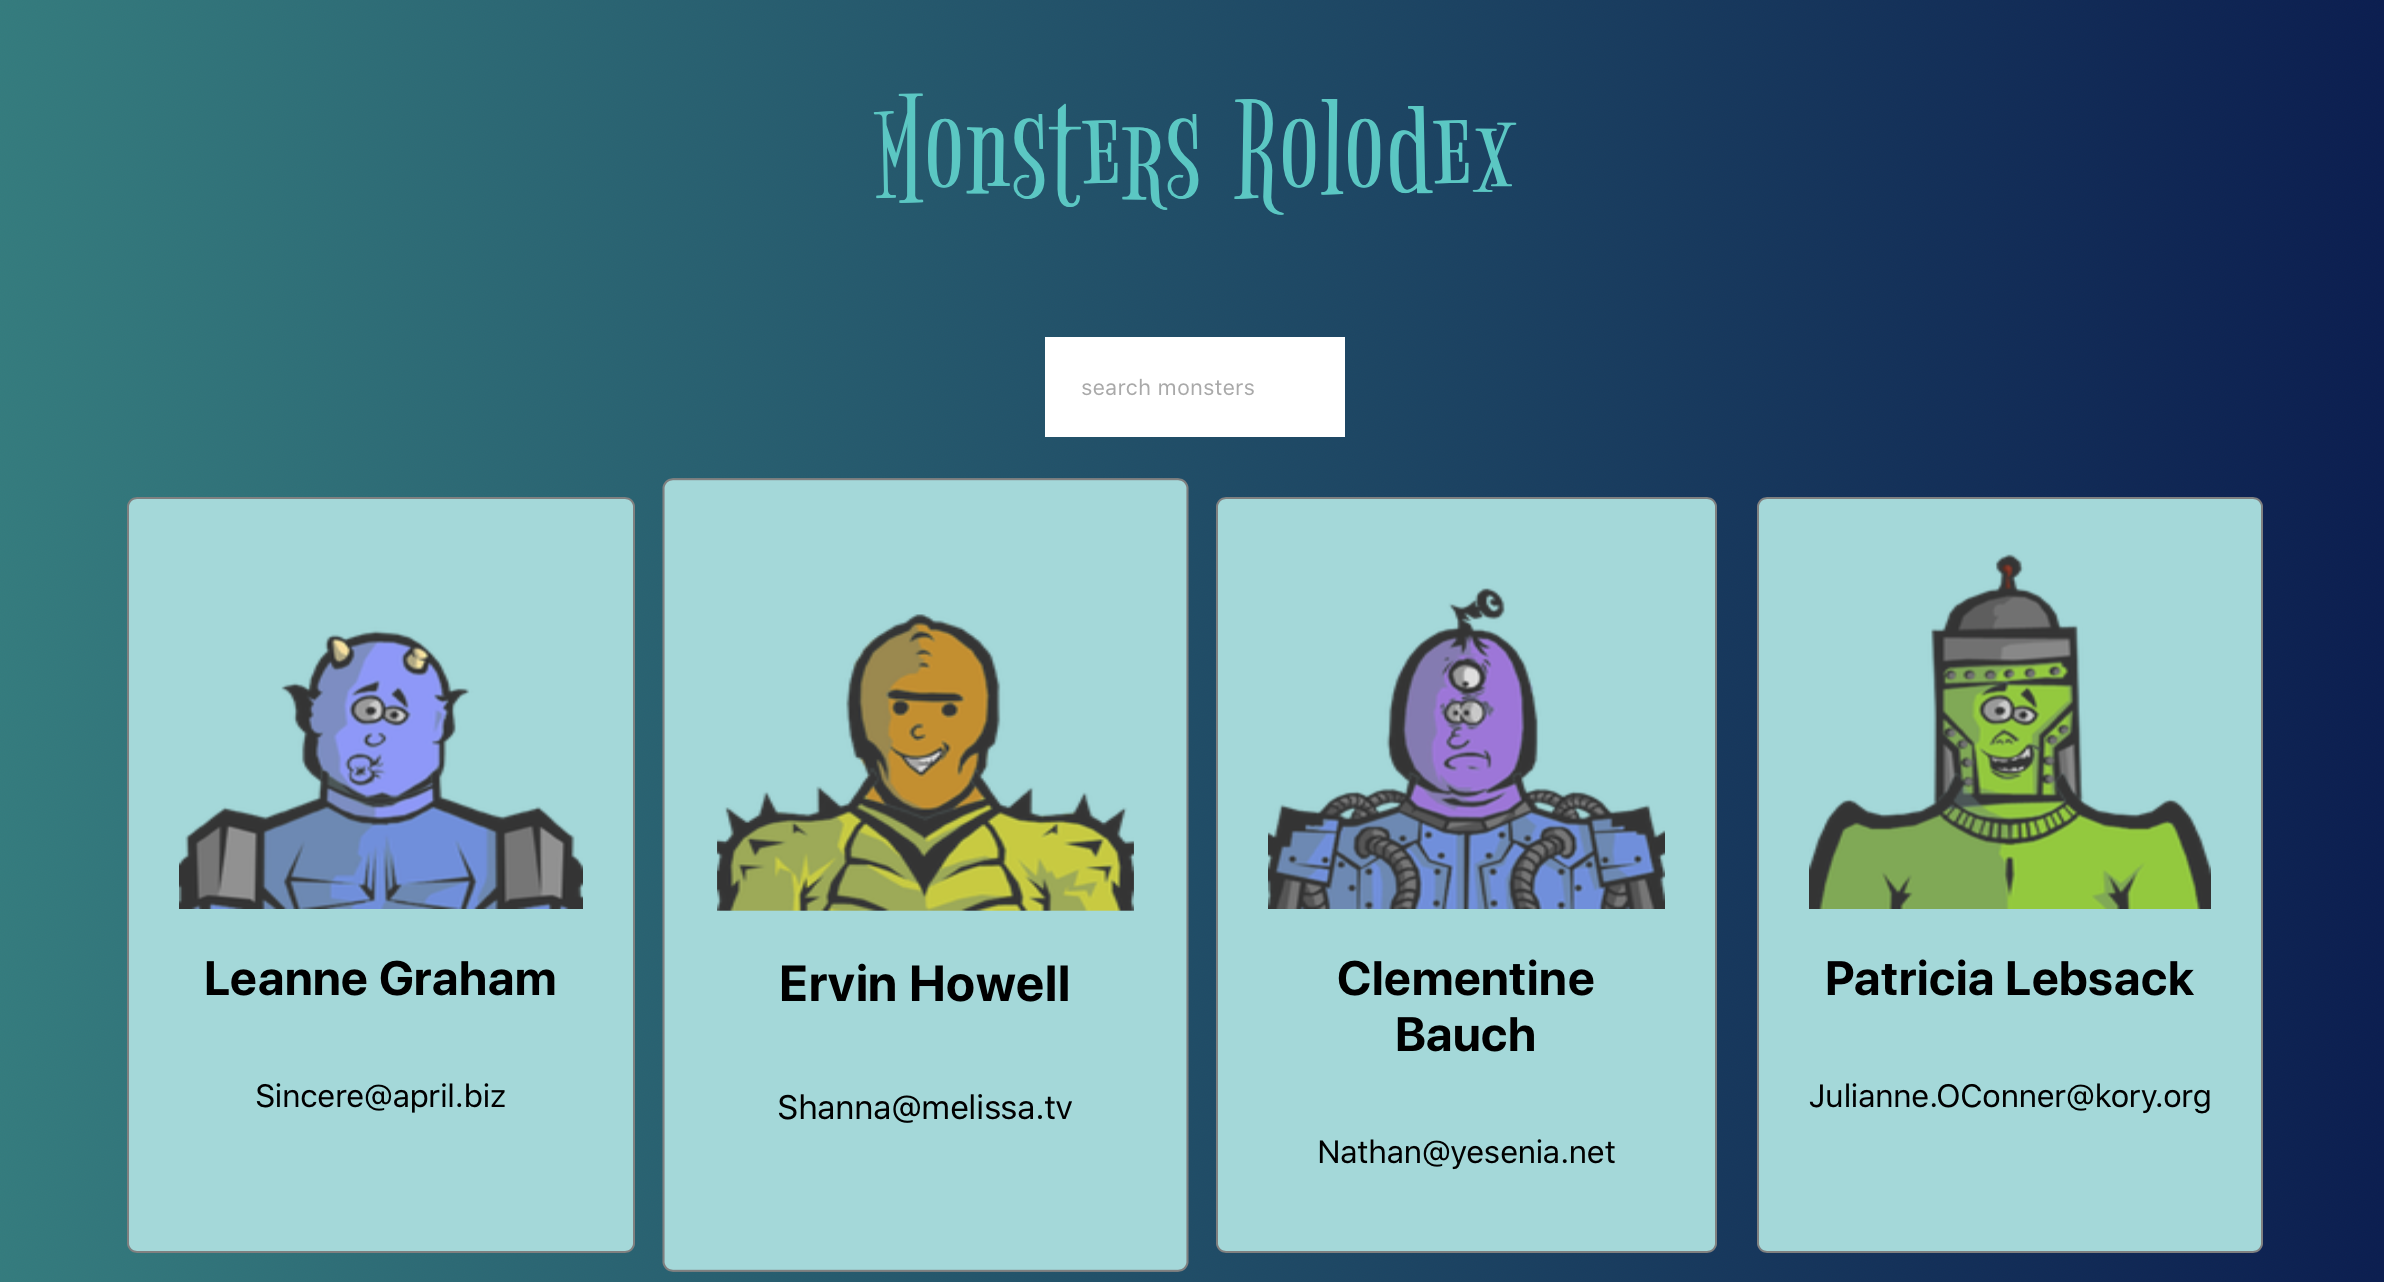 Monsters Rolodex
search monsters
Leanne Graham
Sincere@april.biz
Ervin Howell
Shanna@melissa.tv
Clementine
Bauch
Nathan@yesenia.net
Patricia Lebsack
Julianne.OConner@kory.org